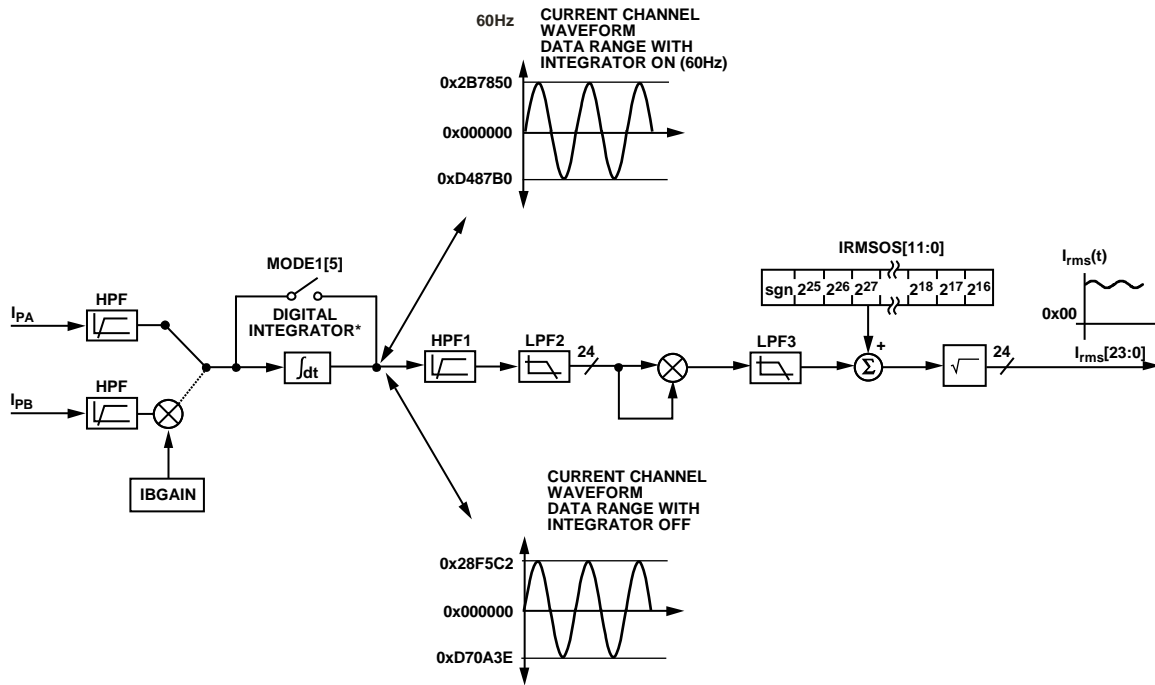 60Hz
CURRENT CHANNEL
WAVEFORM
DATA RANGE WITH
INTEGRATOR ON (60Hz)
0x2B7850
0x000000
0xD487B0
IRMSOS[11:0]
sgn 2²⁵ 2²⁶ 2²⁷ 2¹⁸ 2¹⁷ 2¹⁶
Irms(t)
0x00
MODE1[5]
DIGITAL
INTEGRATOR*
HPF
IPA
∫dt
HPF1
LPF2
24
LPF3
+
Σ
√
24
Irms[23:0]
HPF
IPB
IBGAIN
CURRENT CHANNEL
WAVEFORM
DATA RANGE WITH
INTEGRATOR OFF
0x28F5C2
0x000000
0xD70A3E